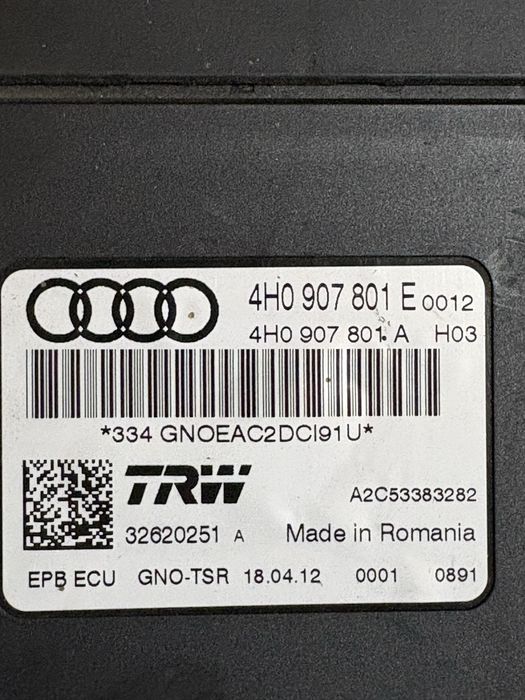 4H0 907 801 E 0012
4H0 907 801 A H03
*334 GNOEAC2DCI91U*
TRW A2C53383282
32620251 A Made in Romania
EPB ECU GNO-TSR 18.04.12 0001 0891